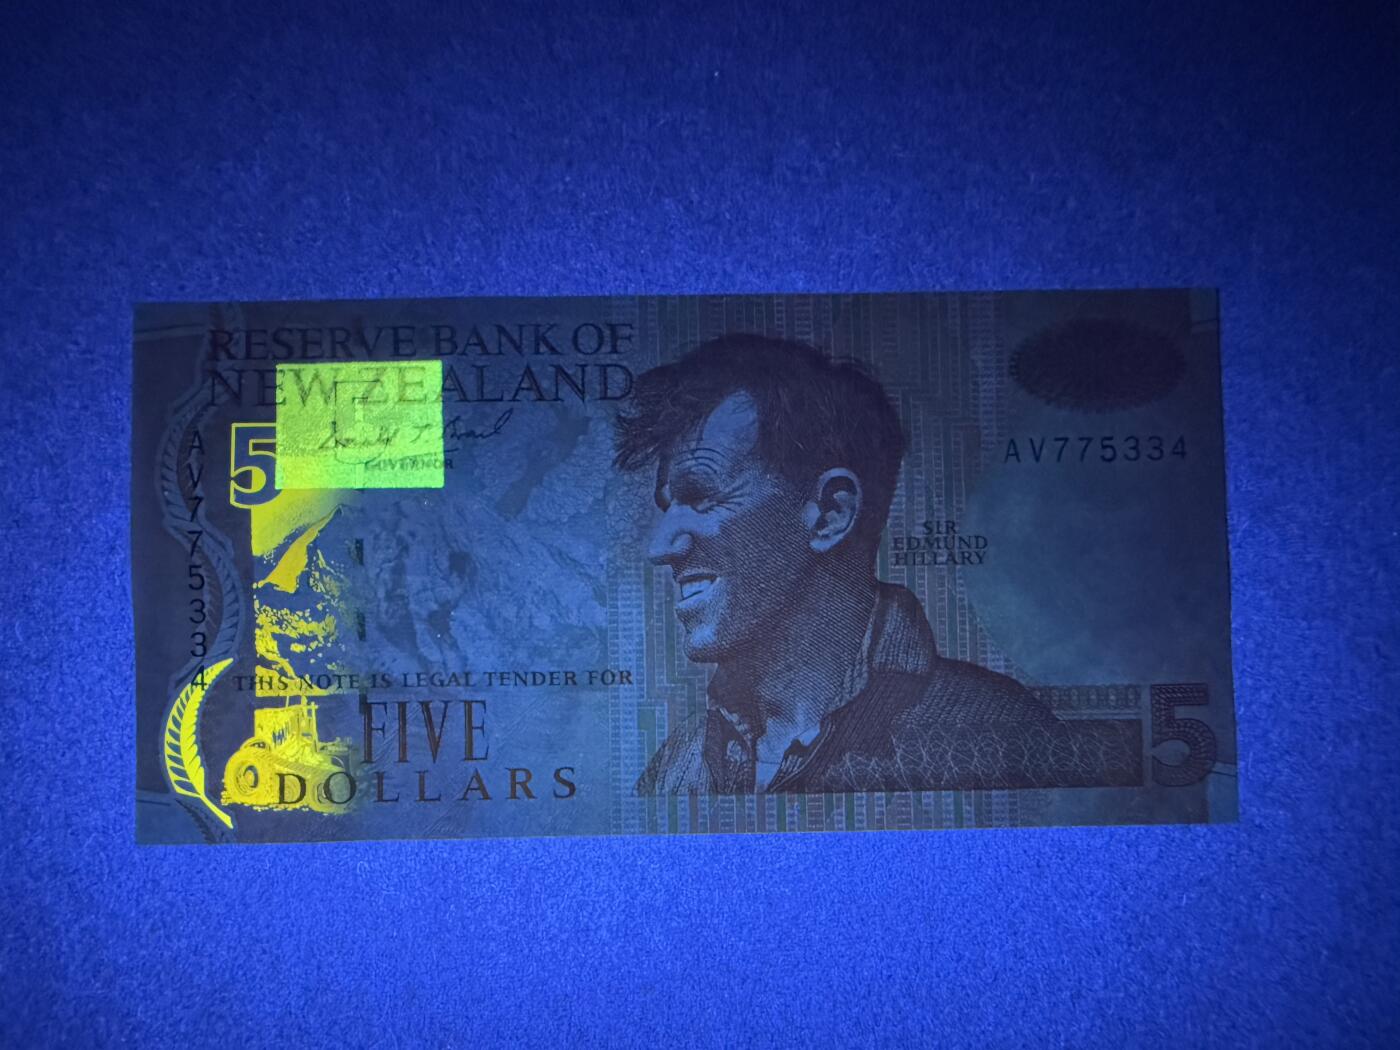 RESERVE BANK OF
NEW ZEALAND
5
GOVERNOR
AV775334
AV775334
SIR
EDMUND
HILLARY
THIS NOTE IS LEGAL TENDER FOR
FIVE
DOLLARS
5